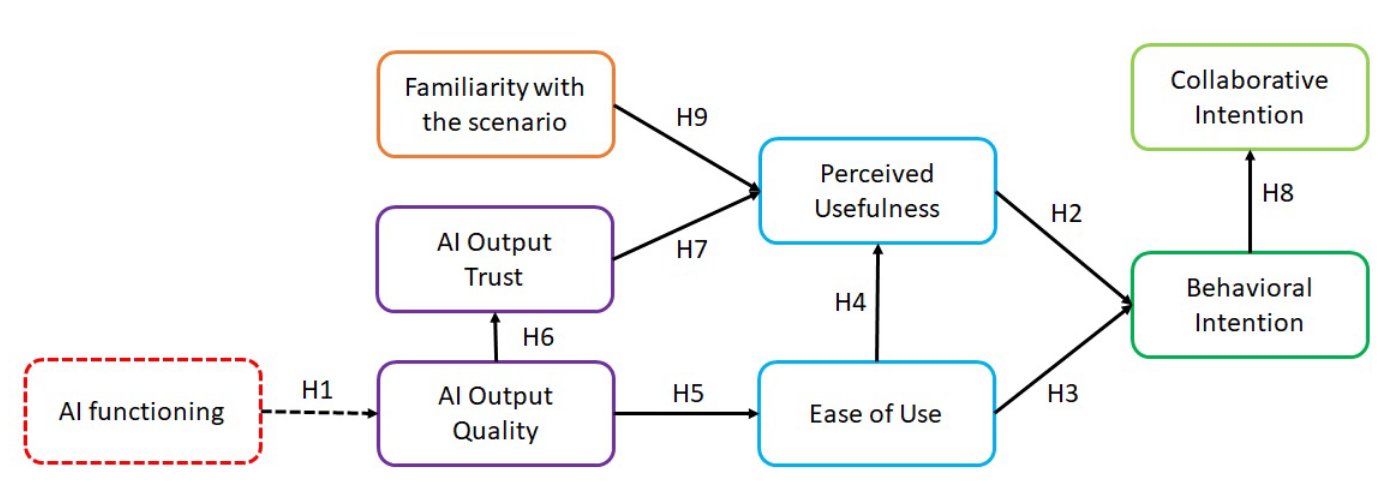 Familiarity with
the scenario
H9
Collaborative
Intention
Perceived
Usefulness
H2
H8
AI Output
Trust
H7
H4
Behavioral
Intention
H6
AI functioning
H1
AI Output
Quality
H5
Ease of Use
H3